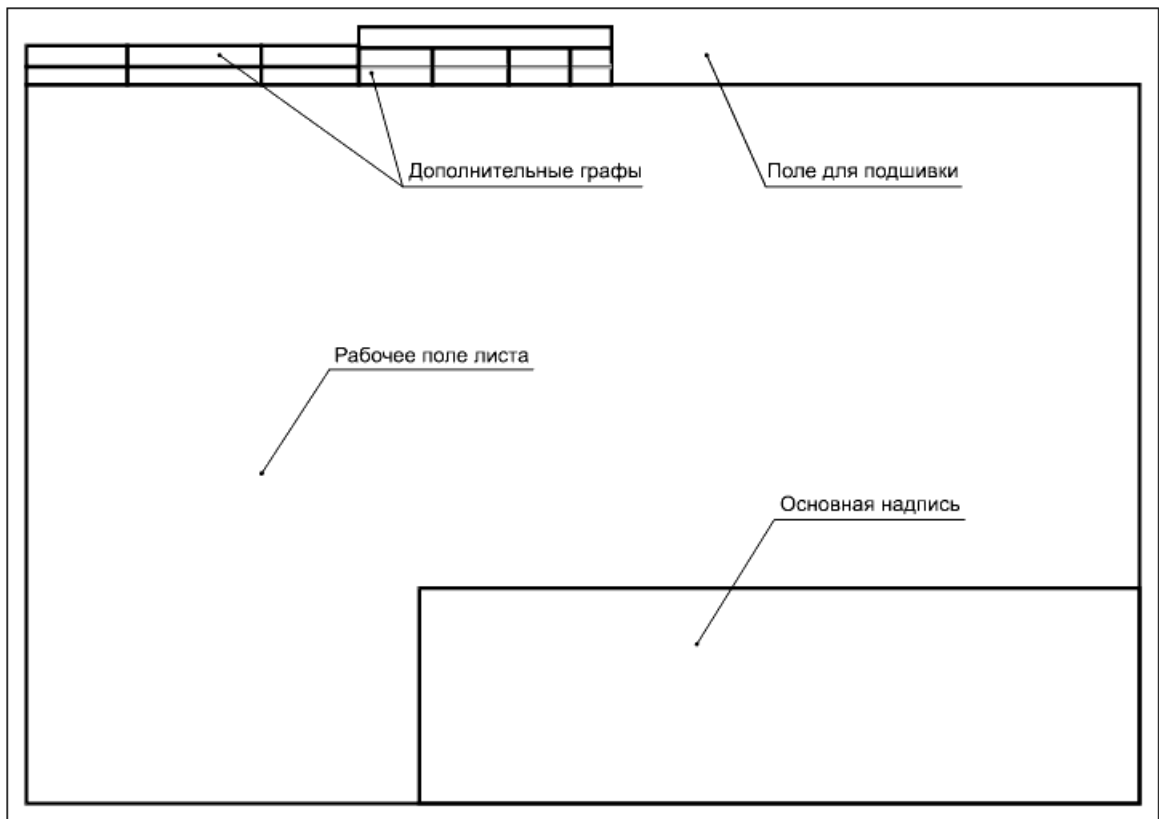 Дополнительные графы
Поле для подшивки
Рабочее поле листа
Основная надпись